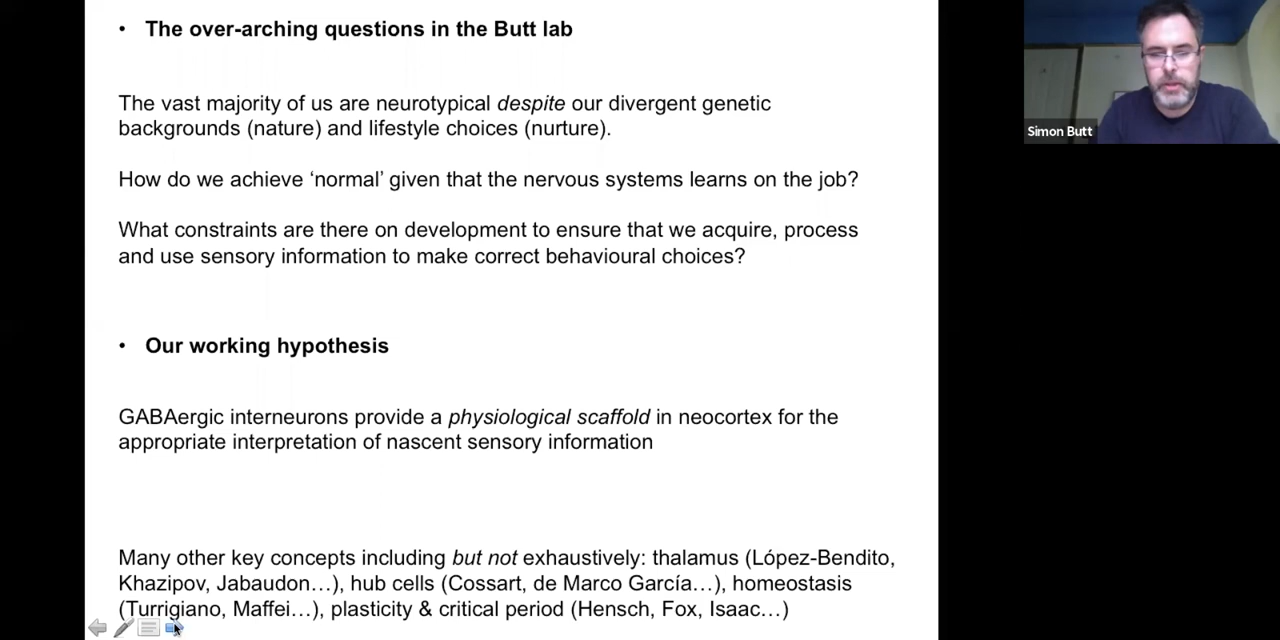 • The over-arching questions in the Butt lab
The vast majority of us are neurotypical despite our divergent genetic
backgrounds (nature) and lifestyle choices (nurture).
How do we achieve ‘normal’ given that the nervous systems learns on the job?
What constraints are there on development to ensure that we acquire, process
and use sensory information to make correct behavioural choices?
• Our working hypothesis
GABAergic interneurons provide a physiological scaffold in neocortex for the
appropriate interpretation of nascent sensory information
Many other key concepts including but not exhaustively: thalamus (López-Bendito,
Khazipov, Jabaudon…), hub cells (Cossart, de Marco García…), homeostasis
(Turrigiano, Maffei…), plasticity & critical period (Hensch, Fox, Isaac…)
Simon Butt